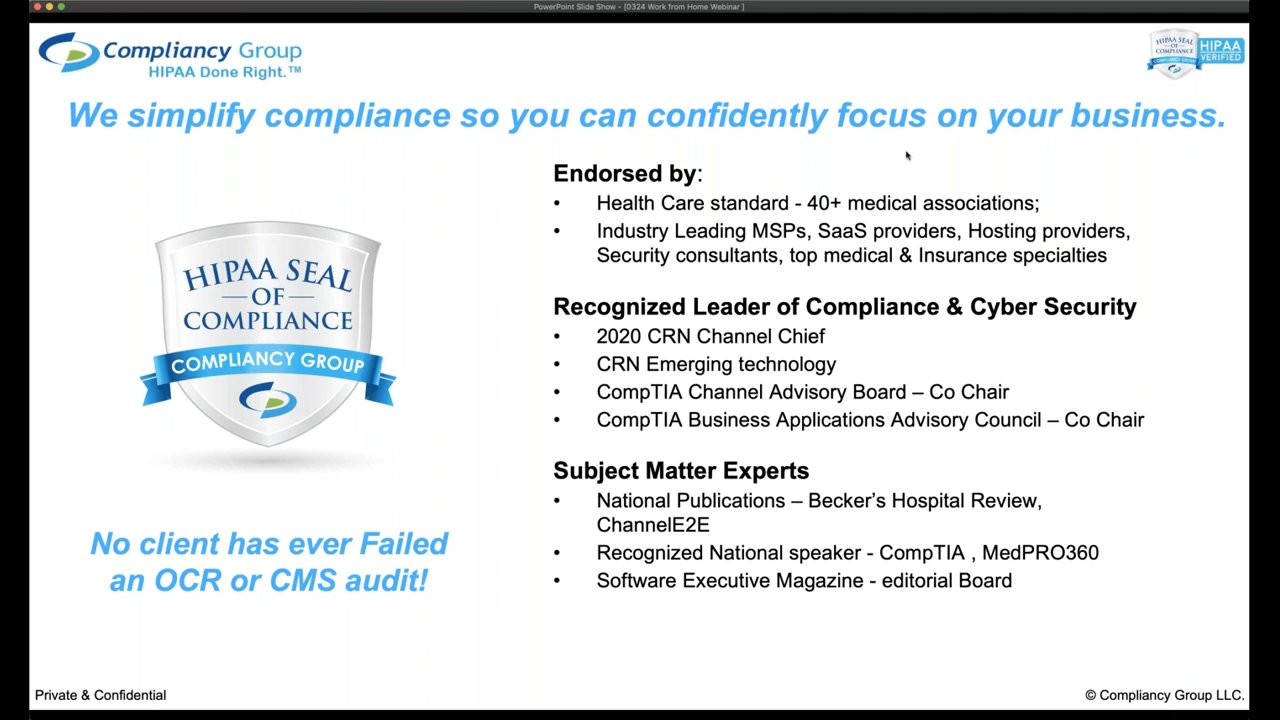 PowerPoint Slide Show - [0324 Work from Home Webinar ]
Compliancy Group
HIPAA Done Right.™
HIPAA SEAL
OF
COMPLIANCE
COMPLIANCY GROUP
HIPAA
VERIFIED
We simplify compliance so you can confidently focus on your business.
HIPAA SEAL
OF
COMPLIANCE
COMPLIANCY GROUP
No client has ever Failed
an OCR or CMS audit!
Endorsed by:
• Health Care standard - 40+ medical associations;
• Industry Leading MSPs, SaaS providers, Hosting providers,
Security consultants, top medical & Insurance specialties
Recognized Leader of Compliance & Cyber Security
• 2020 CRN Channel Chief
• CRN Emerging technology
• CompTIA Channel Advisory Board – Co Chair
• CompTIA Business Applications Advisory Council – Co Chair
Subject Matter Experts
• National Publications – Becker’s Hospital Review,
ChannelE2E
• Recognized National speaker - CompTIA , MedPRO360
• Software Executive Magazine - editorial Board
Private & Confidential
© Compliancy Group LLC.